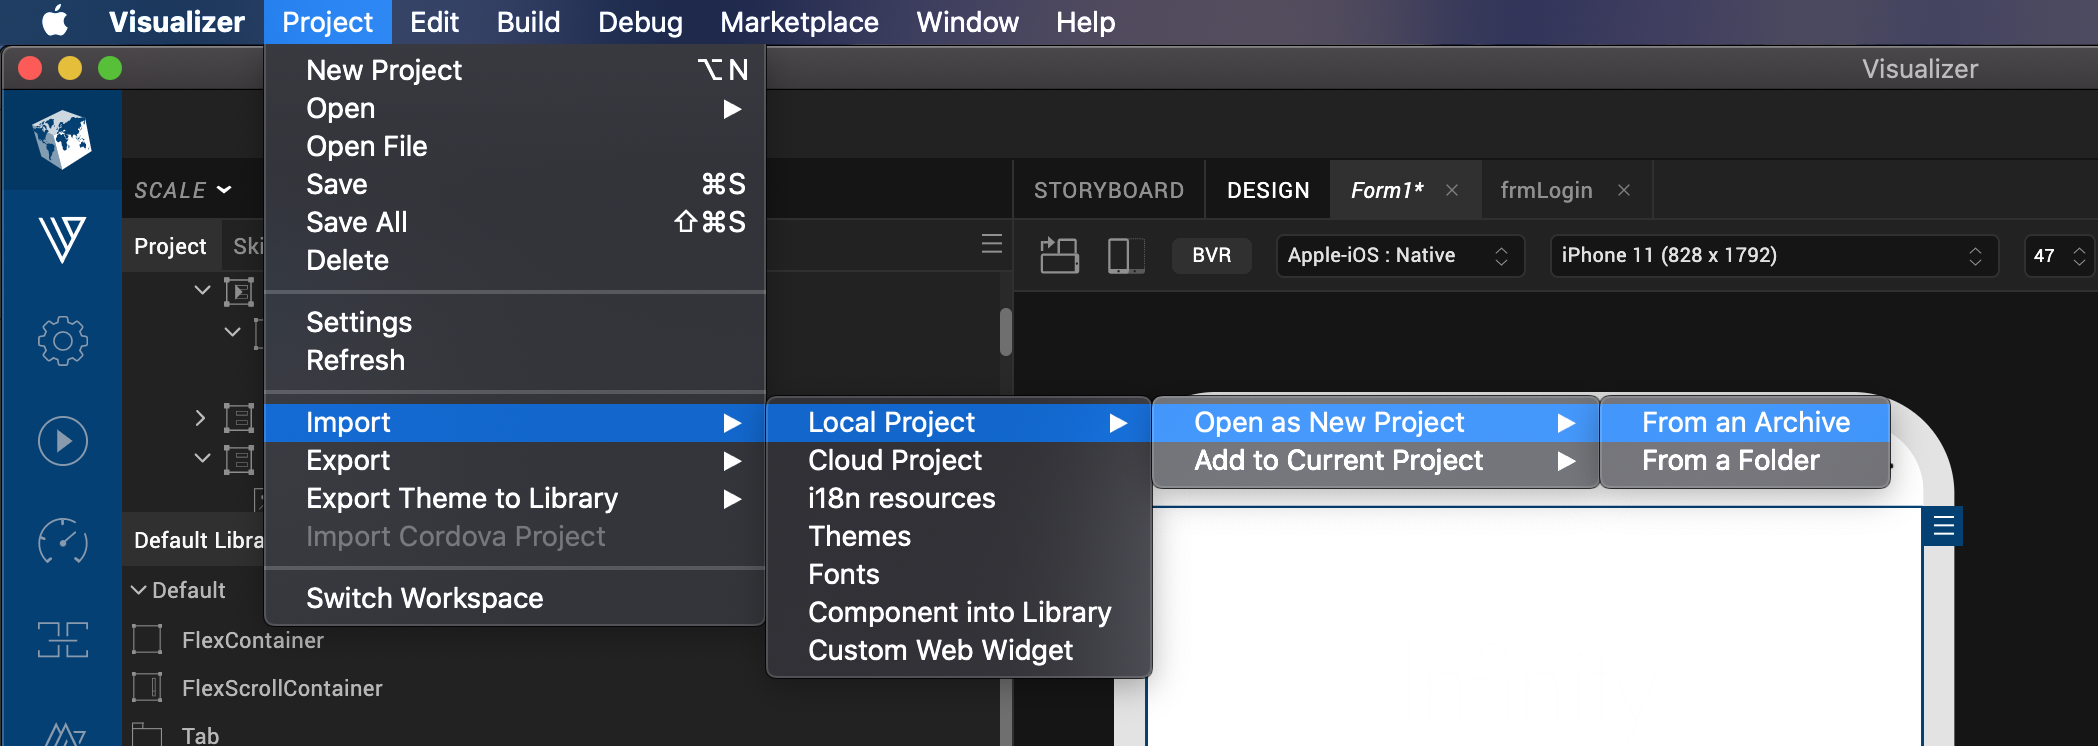 Visualizer Project Edit Build Debug Marketplace Window Help
Visualizer
New Project ⌥N
Open
Open File
Save ⌘S
Save All ⇧⌘S
Delete
Settings
Refresh
Import
Export
Export Theme to Library
Import Cordova Project
Switch Workspace
Local Project
Cloud Project
i18n resources
Themes
Fonts
Component into Library
Custom Web Widget
Open as New Project
Add to Current Project
From an Archive
From a Folder
SCALE
Project Ski
STORYBOARD DESIGN Form1* × frmLogin ×
BVR Apple-iOS : Native iPhone 11 (828 x 1792) 47
Default Libra
Default
FlexContainer
FlexScrollContainer
Tab